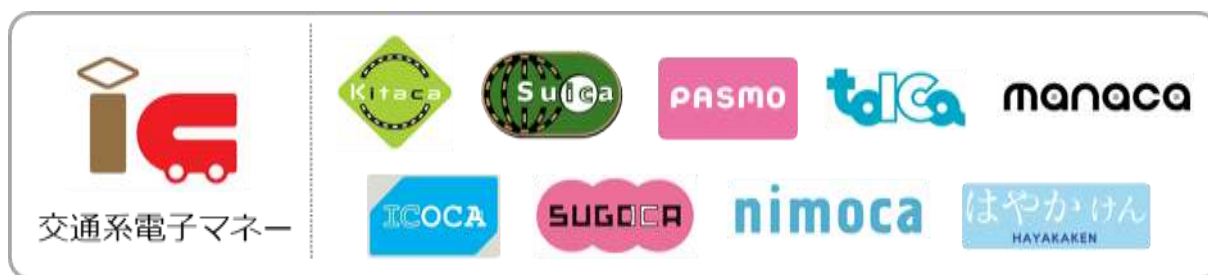 ic
交通系電子マネー
Kitaca
Suica
PASMO
TOICA
manaca
ICOCA
SUGOCA
nimoca
はやかけん
HAYAKAKEN